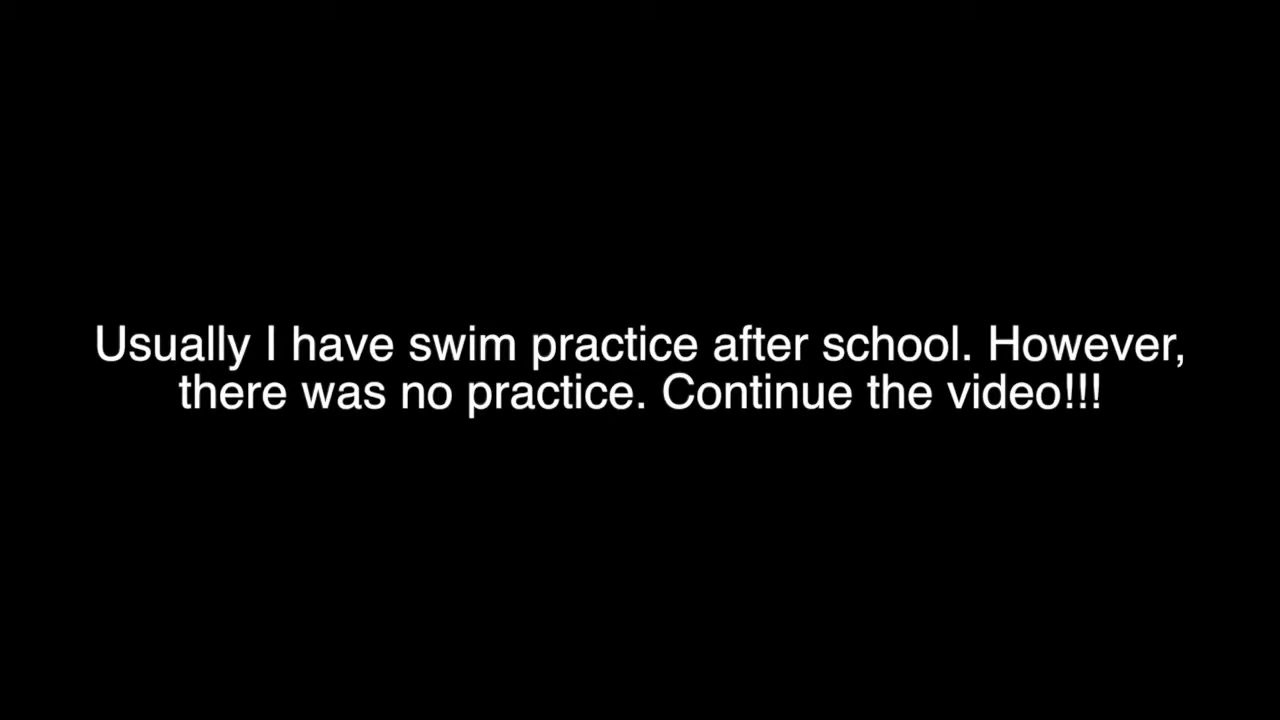 Usually I have swim practice after school. However,
there was no practice. Continue the video!!!